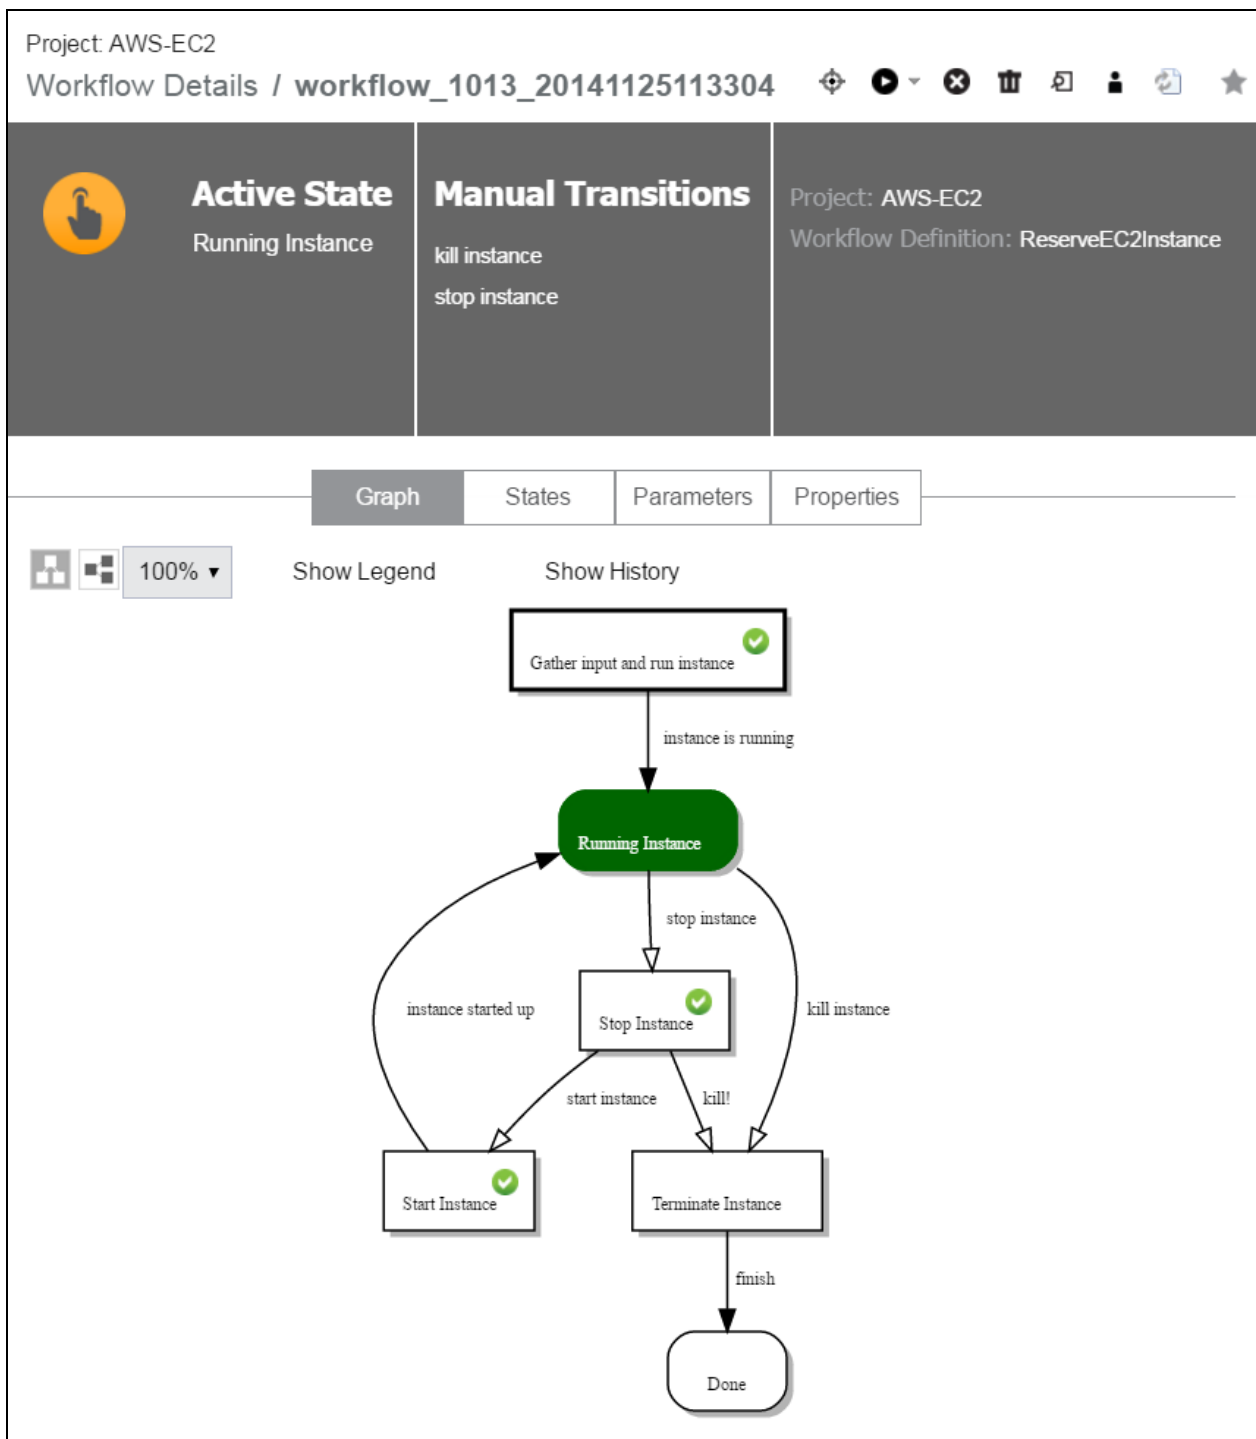 Project: AWS-EC2
Workflow Details / workflow_1013_20141125113304
Active State
Running Instance
Manual Transitions
kill instance
stop instance
Project: AWS-EC2
Workflow Definition: ReserveEC2Instance
Graph
States
Parameters
Properties
100%
Show Legend
Show History
Gather input and run instance
instance is running
Running Instance
stop instance
instance started up
Stop Instance
kill instance
start instance
kill!
Start Instance
Terminate Instance
finish
Done